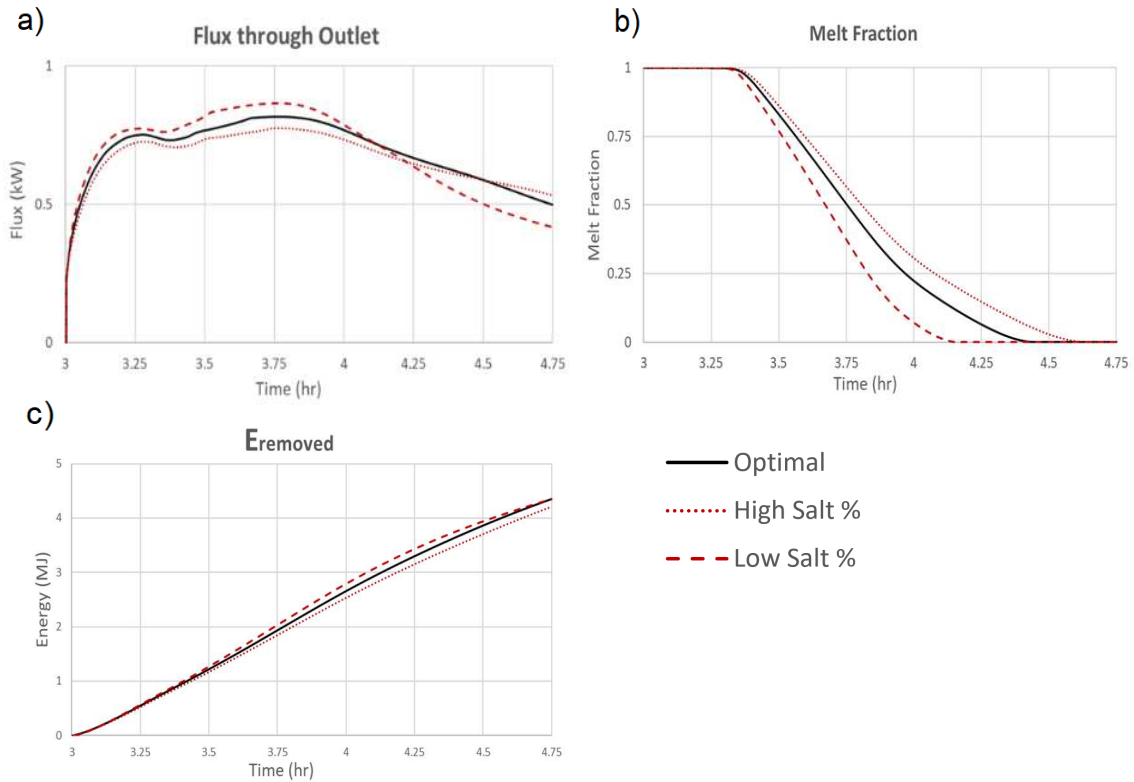 a)
Flux through Outlet
1
0.5
0
Flux (kW)
3 3.25 3.5 3.75 4 4.25 4.5 4.75
Time (hr)
b)
Melt Fraction
1
0.75
0.5
0.25
0
Melt Fraction
3 3.25 3.5 3.75 4 4.25 4.5 4.75
Time (hr)
c)
Eremoved
5
4
3
2
1
0
Energy (MJ)
3 3.25 3.5 3.75 4 4.25 4.5 4.75
Time (hr)
Optimal
High Salt %
Low Salt %